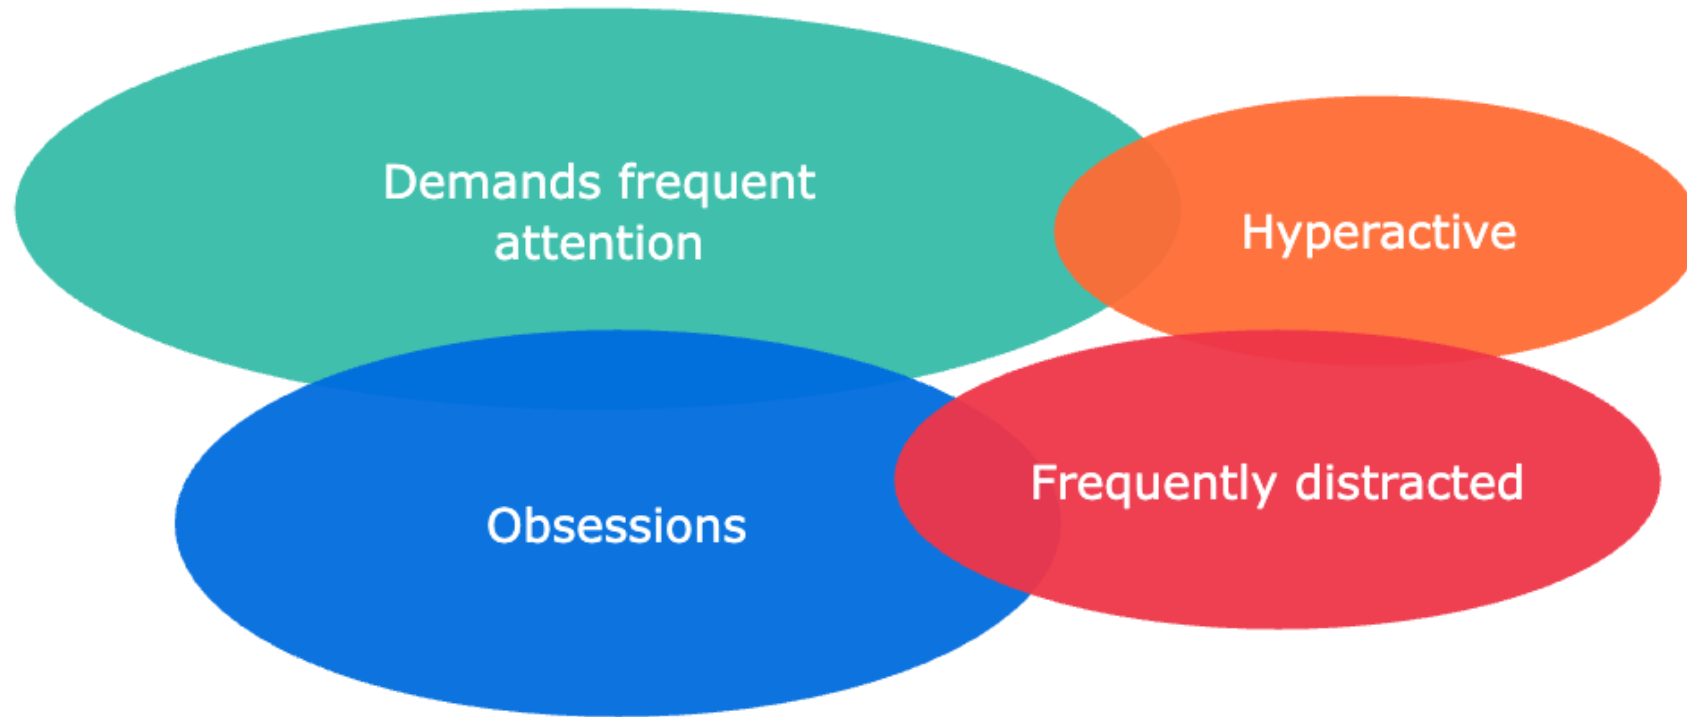 Demands frequent
attention
Hyperactive
Frequently distracted
Obsessions